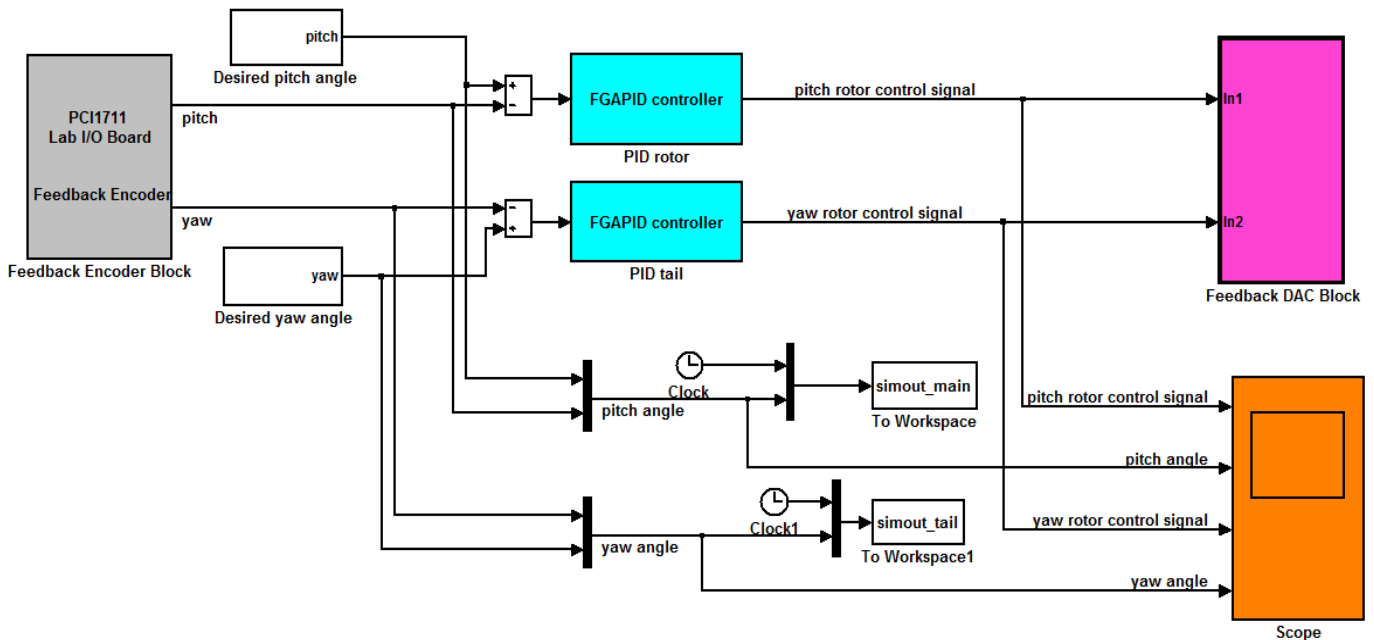 pitch
Desired pitch angle
PCI1711
Lab I/O Board
Feedback Encoder
pitch
yaw
Feedback Encoder Block
yaw
Desired yaw angle
+
−
FGAPID controller
PID rotor
pitch rotor control signal
In1
−
+
FGAPID controller
PID tail
yaw rotor control signal
In2
Feedback DAC Block
Clock
pitch angle
simout_main
To Workspace
pitch rotor control signal
pitch angle
Clock1
yaw angle
simout_tail
To Workspace1
yaw rotor control signal
yaw angle
Scope